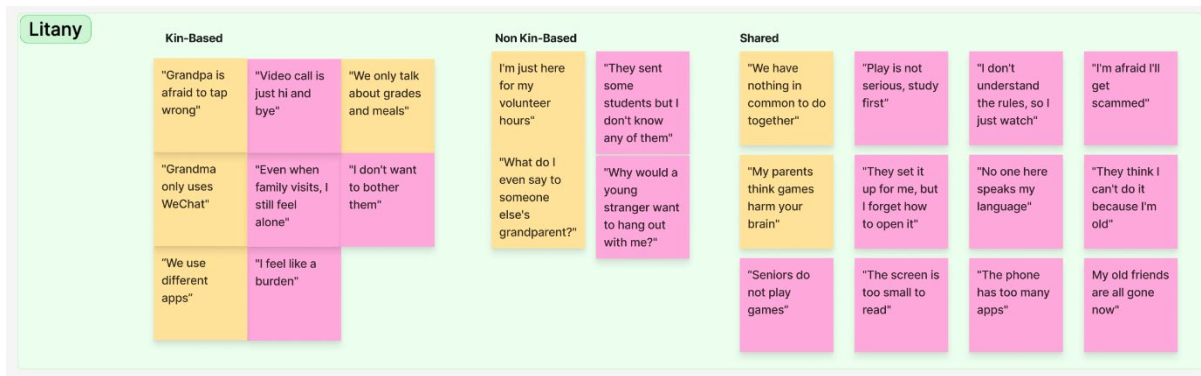 Litany
Kin-Based
"Grandpa is
afraid to tap
wrong"
"Video call is
just hi and
bye"
"We only talk
about grades
and meals"
"Grandma
only uses
WeChat"
"Even when
family visits, I
still feel
alone"
"I don't want
to bother
them"
"We use
different
apps"
"I feel like a
burden"
Non Kin-Based
I'm just here
for my
volunteer
hours"
"They sent
some
students but I
don't know
any of them"
"What do I
even say to
someone
else's
grandparent?"
"Why would a
young
stranger want
to hang out
with me?"
Shared
"We have
nothing in
common to do
together"
"Play is not
serious, study
first"
"I don't
understand
the rules, so I
just watch"
"I'm afraid I'll
get
scammed"
"My parents
think games
harm your
brain"
"They set it
up for me, but
I forget how
to open it"
"No one here
speaks my
language"
"They think I
can't do it
because I'm
old"
"Seniors do
not play
games"
"The screen is
too small to
read"
"The phone
has too many
apps"
My old friends
are all gone
now"